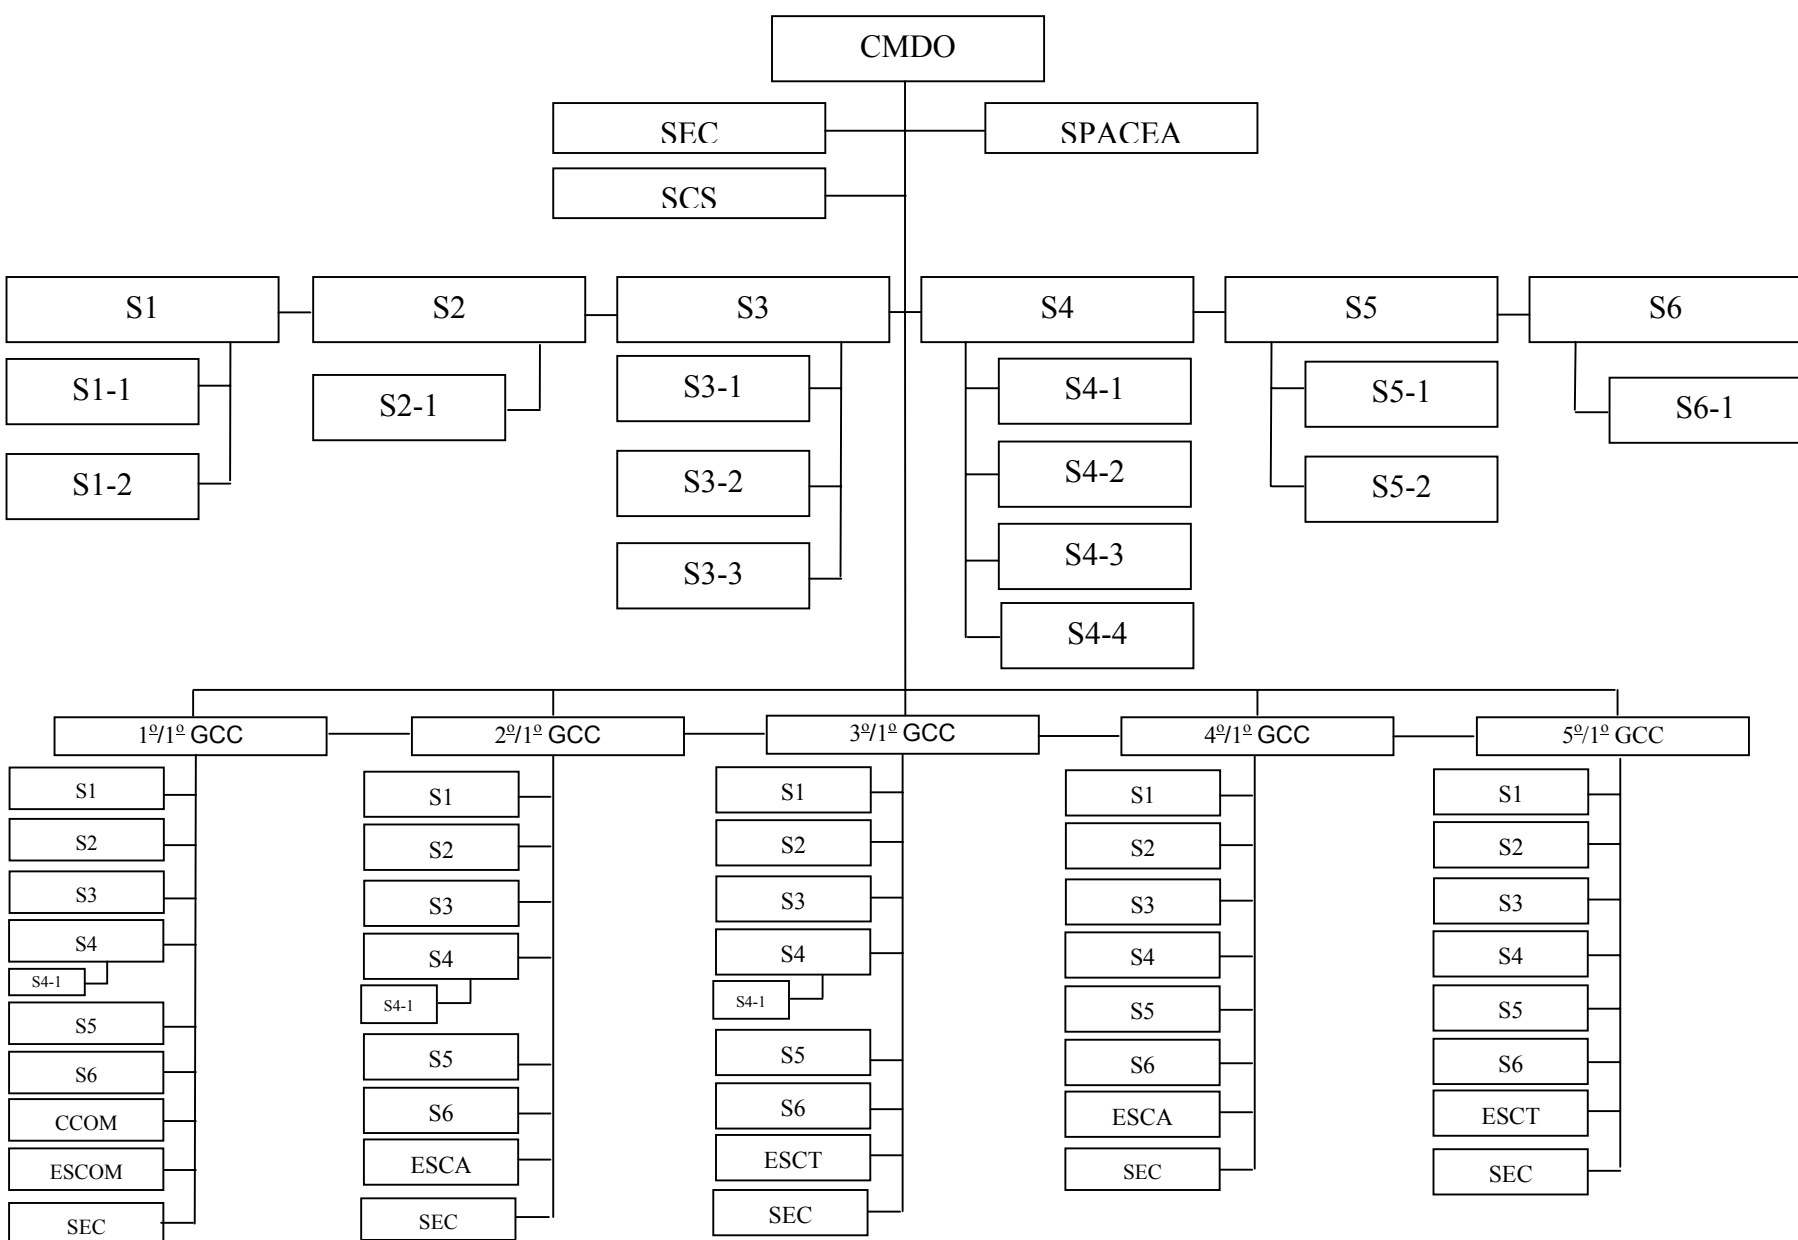 CMDO
SEC
SPACEA
SCS
S1
S2
S3
S4
S5
S6
S1-1
S1-2
S2-1
S3-1
S3-2
S3-3
S4-1
S4-2
S4-3
S4-4
S5-1
S5-2
S6-1
1º/1º GCC
2º/1º GCC
3º/1º GCC
4º/1º GCC
5º/1º GCC
S1
S2
S3
S4
S4-1
S5
S6
CCOM
ESCOM
SEC
S1
S2
S3
S4
S4-1
S5
S6
ESCA
SEC
S1
S2
S3
S4
S4-1
S5
S6
ESCT
SEC
S1
S2
S3
S4
S5
S6
ESCA
SEC
S1
S2
S3
S4
S5
S6
ESCT
SEC